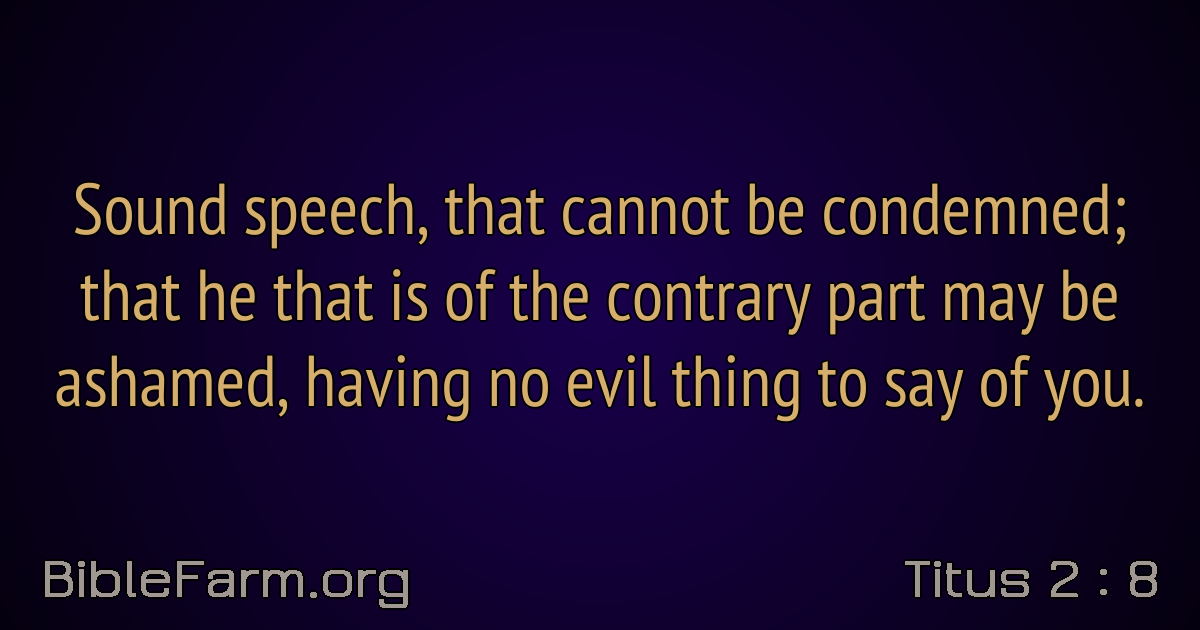 Sound speech, that cannot be condemned;
that he that is of the contrary part may be
ashamed, having no evil thing to say of you.
BibleFarm.org
Titus 2 : 8